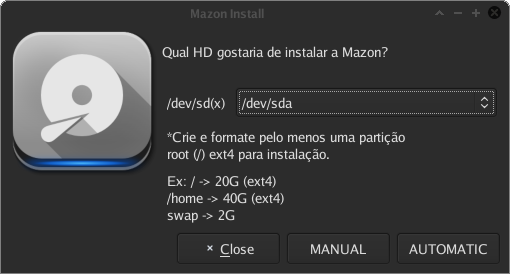 Mazon Install
Qual HD gostaria de instalar a Mazon?
/dev/sd(x) /dev/sda
*Crie e formate pelo menos uma partição
root (/) ext4 para instalação.
Ex: / -> 20G (ext4)
/home -> 40G (ext4)
swap -> 2G
× Close MANUAL AUTOMATIC